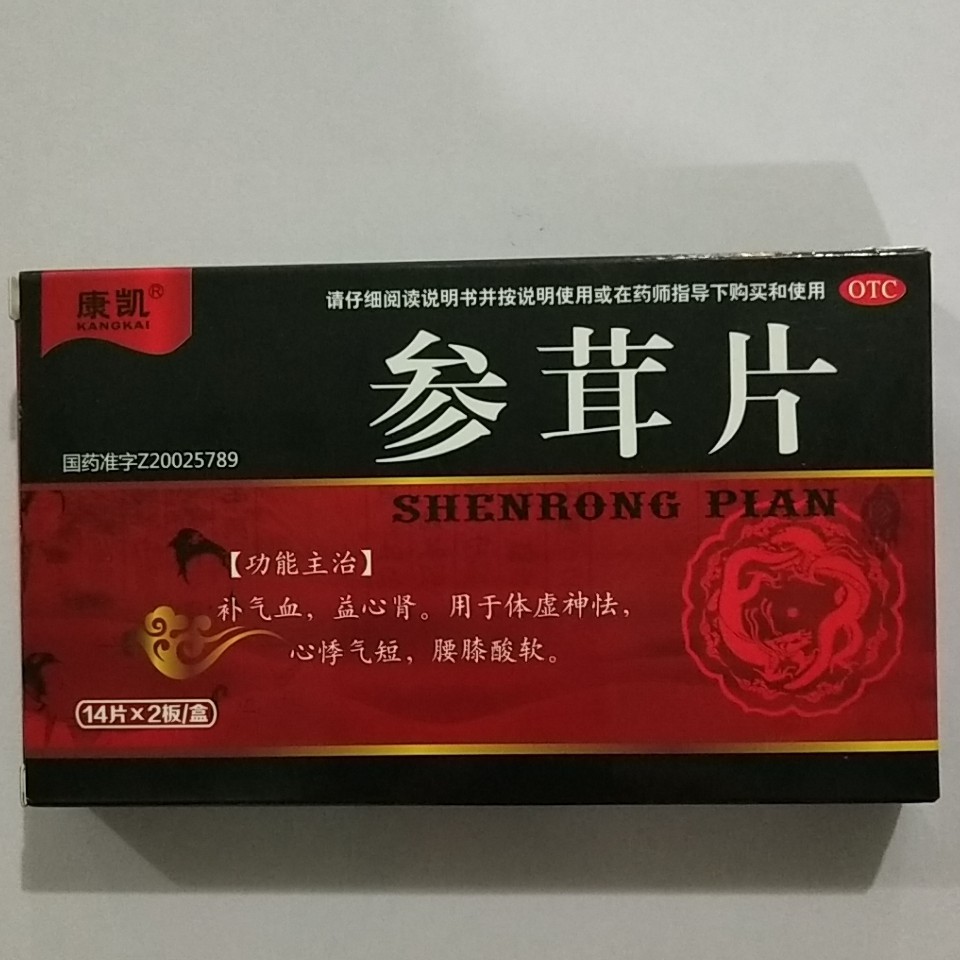 康凯®
KANGKAI
请仔细阅读说明书并按说明使用或在药师指导下购买和使用
OTC
参茸片
国药准字Z20025789
SHENRONG PIAN
【功能主治】
补气血，益心肾。用于体虚神怯，
心悸气短，腰膝酸软。
14片×2板/盒